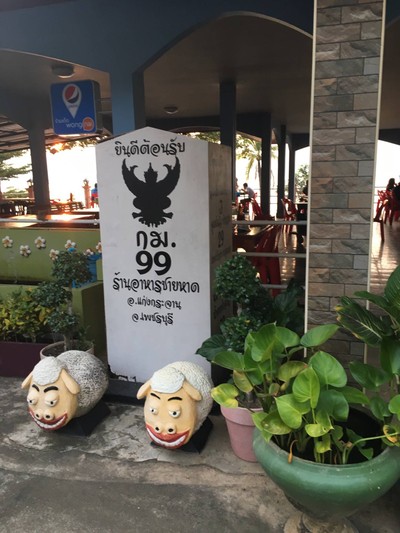 wongnai
ยินดีต้อนรับ
กม.
99
ร้านอาหารชายหาด
อ.แก่งกระจาน
จ.เพชรบุรี